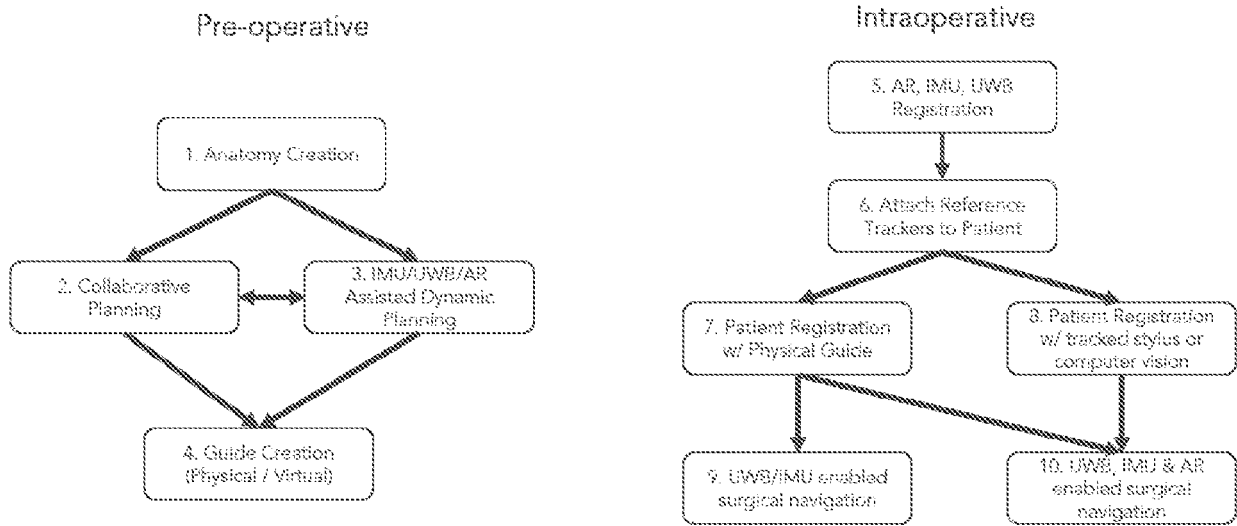 Pre-operative
1. Anatomy Creation
2. Collaborative
Planning
3. IMU/UWB/AR
Assisted Dynamic
Planning
4. Guide Creation
(Physical / Virtual)
Intraoperative
5. AR, IMU, UWB
Registration
6. Attach Reference
Trackers to Patient
7. Patient Registration
w/ Physical Guide
8. Patient Registration
w/ tracked stylus or
computer vision
9. UWB/IMU enabled
surgical navigation
10. UWB, IMU & AR
enabled surgical
navigation